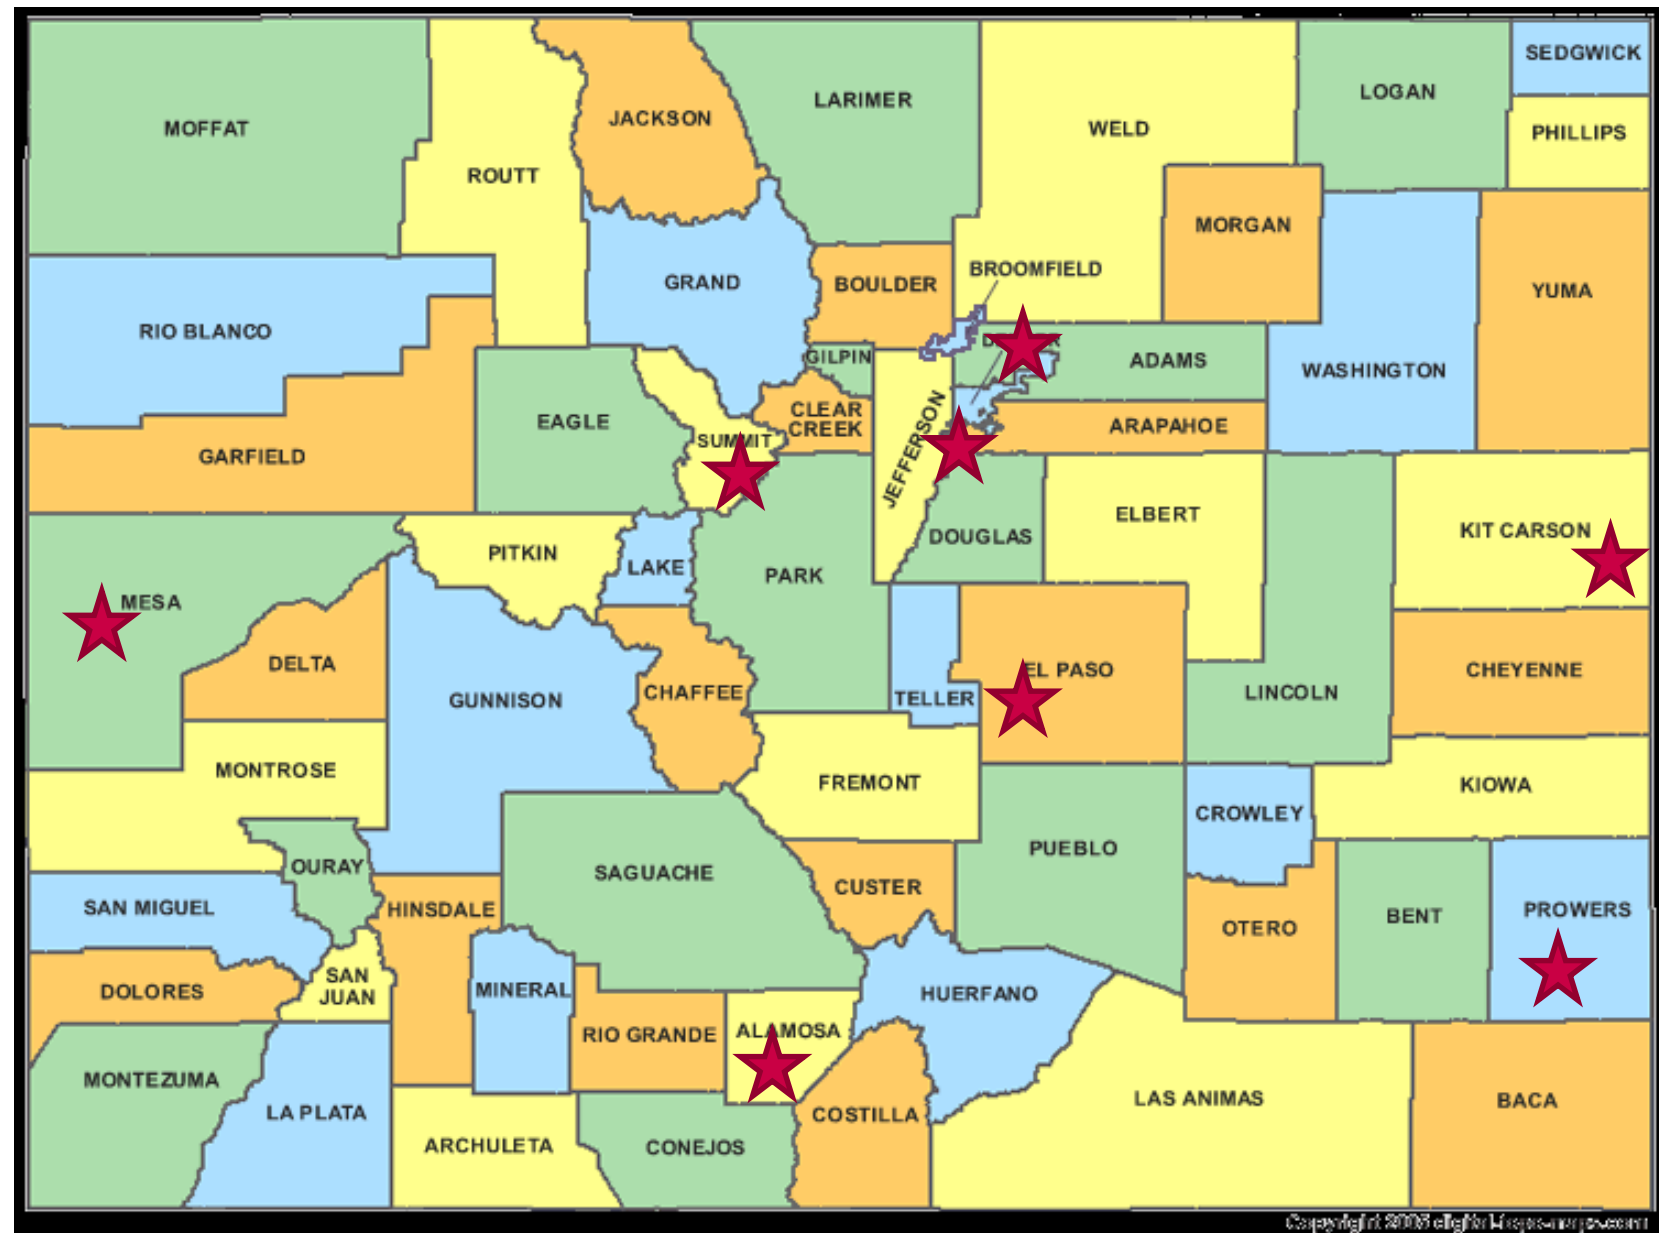 SEDGWICK
LOGAN
LARIMER
JACKSON
MOFFAT
WELD
PHILLIPS
ROUTT
MORGAN
BROOMFIELD
GRAND
BOULDER
YUMA
RIO BLANCO
GILPIN
ADAMS
WASHINGTON
EAGLE
CLEAR
CREEK
ARAPAHOE
SUMMIT
JEFFERSON
GARFIELD
ELBERT
KIT CARSON
DOUGLAS
PITKIN
LAKE
PARK
MESA
DELTA
EL PASO
CHEYENNE
GUNNISON
CHAFFEE
TELLER
LINCOLN
MONTROSE
FREMONT
KIOWA
CROWLEY
PUEBLO
OURAY
SAGUACHE
CUSTER
SAN MIGUEL
HINSDALE
PROWERS
BENT
OTERO
SAN
JUAN
DOLORES
MINERAL
HUERFANO
RIO GRANDE
ALAMOSA
MONTEZUMA
LA PLATA
COSTILLA
LAS ANIMAS
BACA
ARCHULETA
CONEJOS
Copyright